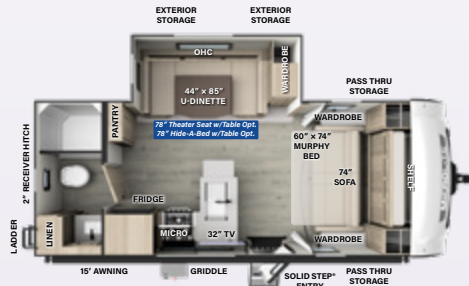 EXTERIOR
STORAGE
EXTERIOR
STORAGE
OHC
WARDROBE
44” × 85”
U-DINETTE
PASS THRU
STORAGE
PANTRY
78” Theater Seat w/Table Opt.
78” Hide-A-Bed w/Table Opt.
WARDROBE
60” × 74”
MURPHY
BED
74”
SOFA
SHELF
2” RECEIVER HITCH
FRIDGE
LADDER
LINEN
MICRO
32” TV
WARDROBE
15’ AWNING
GRIDDLE
SOLID STEP®
ENTRY
PASS THRU
STORAGE